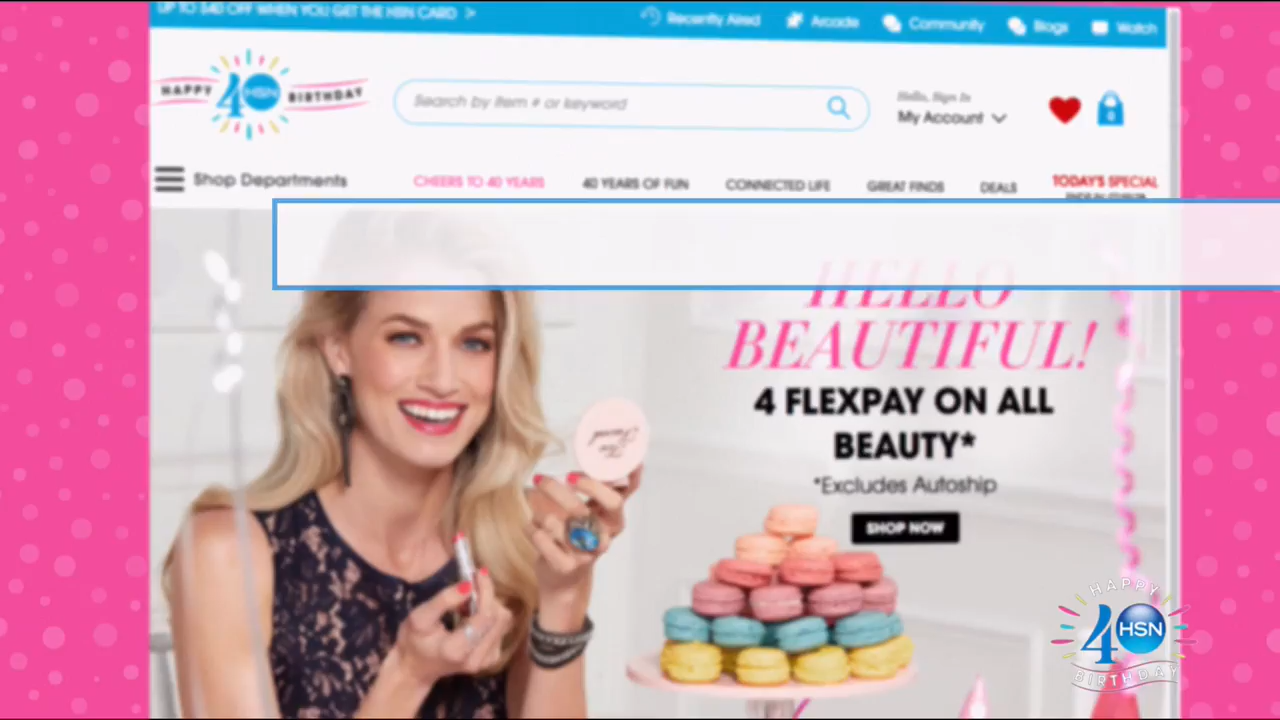 UP TO $40 OFF WHEN YOU GET THE HSN CARD >
Recently Aired
Arcade
Community
Blogs
Watch
HAPPY 40 HSN BIRTHDAY
Search by item # or keyword
Hello, Sign In
My Account
0
Shop Departments
CHEERS TO 40 YEARS
40 YEARS OF FUN
CONNECTED LIFE
GREAT FINDS
DEALS
TODAY'S SPECIAL
HELLO
BEAUTIFUL!
4 FLEXPAY ON ALL
BEAUTY*
*Excludes Autoship
SHOP NOW
HAPPY
40 HSN
BIRTHDAY